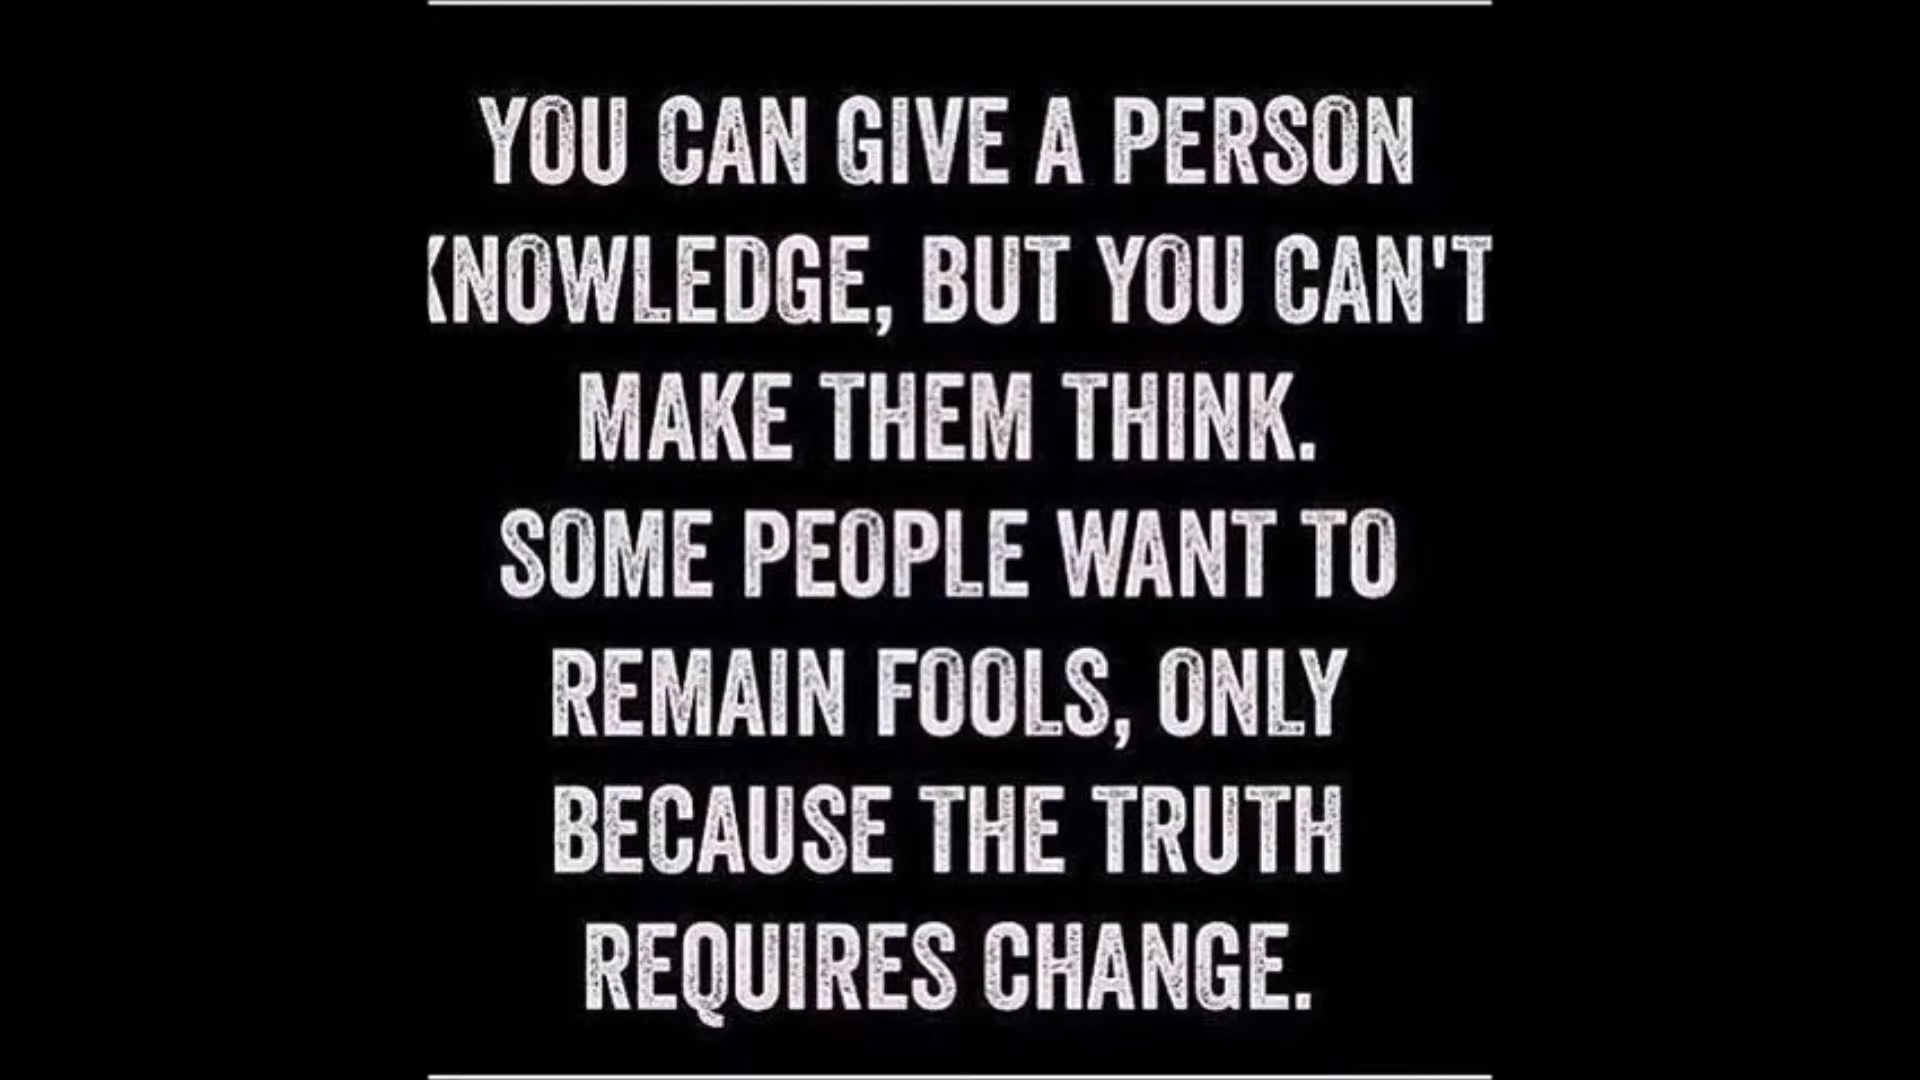 YOU CAN GIVE A PERSON
KNOWLEDGE, BUT YOU CAN'T
MAKE THEM THINK.
SOME PEOPLE WANT TO
REMAIN FOOLS, ONLY
BECAUSE THE TRUTH
REQUIRES CHANGE.